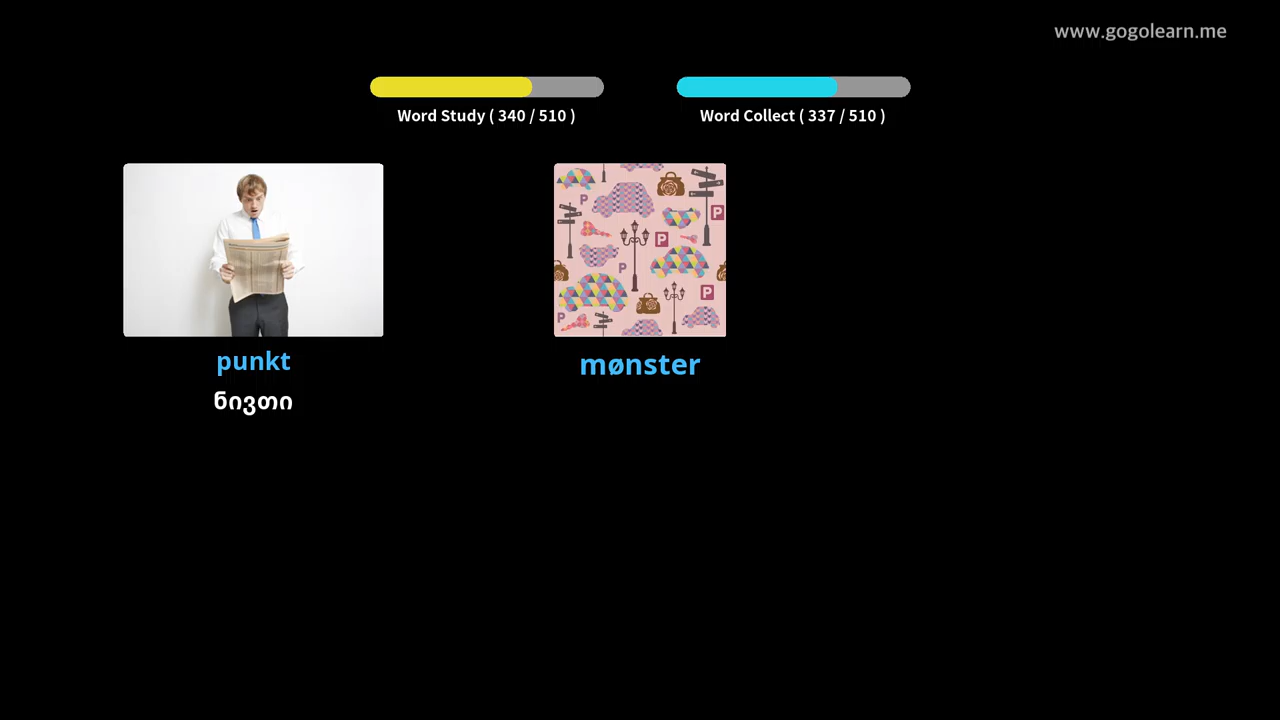 www.gogolearn.me
Word Study ( 340 / 510 )
Word Collect ( 337 / 510 )
P
P
P
P
P
P
punkt
ნივთი
mønster